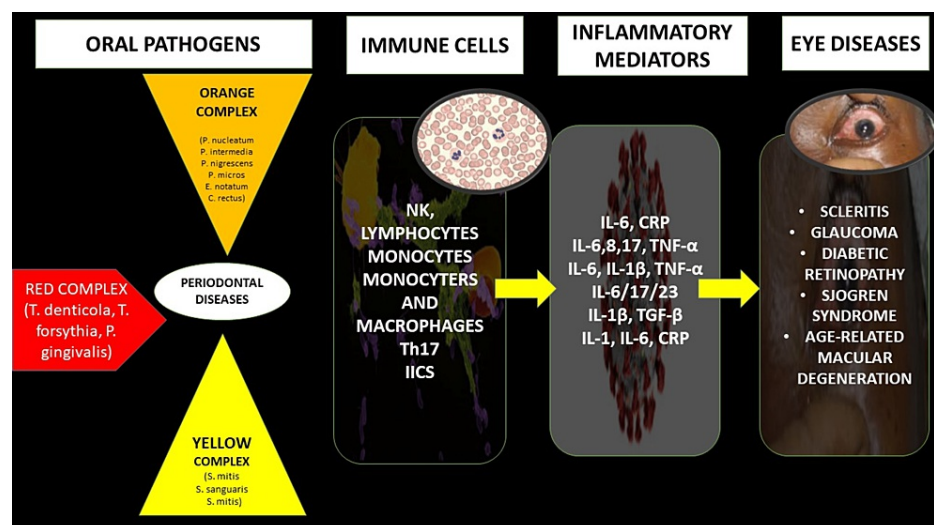 ORAL PATHOGENS
ORANGE
COMPLEX
(P. nucleatum
P. intermedia
P. nigrescens
P. micros
E. notatum
C. rectus)
PERIODONTAL
DISEASES
RED COMPLEX
(T. denticola, T.
forsythia, P.
gingivalis)
YELLOW
COMPLEX
(S. mitis
S. sanguaris
S. mitis)
IMMUNE CELLS
NK,
LYMPHOCYTES
MONOCYTES
MONOCYTERS
AND
MACROPHAGES
Th17
IICS
INFLAMMATORY
MEDIATORS
IL-6, CRP
IL-6,8,17, TNF-α
IL-6, IL-1β, TNF-α
IL-6/17/23
IL-1β, TGF-β
IL-1, IL-6, CRP
EYE DISEASES
• SCLERITIS
• GLAUCOMA
• DIABETIC
RETINOPATHY
• SJOGREN
SYNDROME
• AGE-RELATED
MACULAR
DEGENERATION